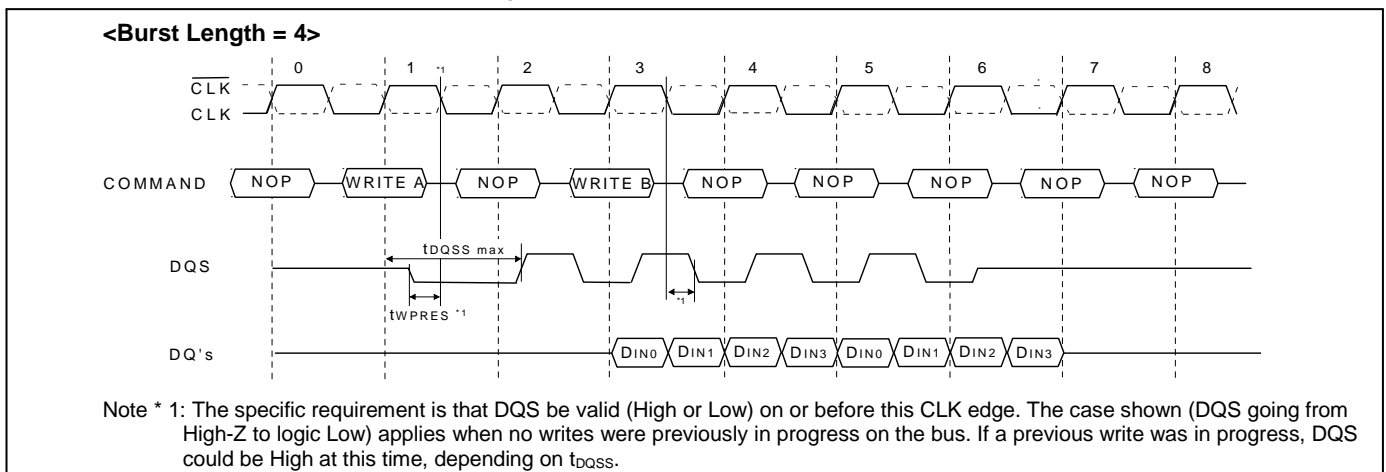 <Burst Length = 4>
0 1 *1 2 3 4 5 6 7 8
CLK
CLK
COMMAND NOP WRITE A NOP WRITE B NOP NOP NOP NOP NOP
tDQSS max
DQS
*1
tWPRES *1
DQ's DIN0 DIN1 DIN2 DIN3 DIN0 DIN1 DIN2 DIN3
Note * 1: The specific requirement is that DQS be valid (High or Low) on or before this CLK edge. The case shown (DQS going from
High-Z to logic Low) applies when no writes were previously in progress on the bus. If a previous write was in progress, DQS
could be High at this time, depending on tDQSS.